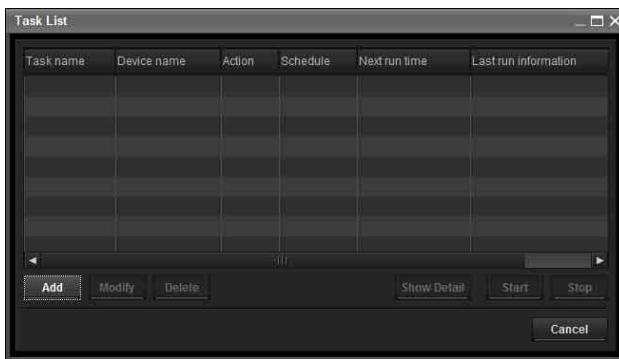 Task List
Task name Device name Action Schedule Next run time Last run information
Add Modify Delete Show Detail Start Stop
Cancel